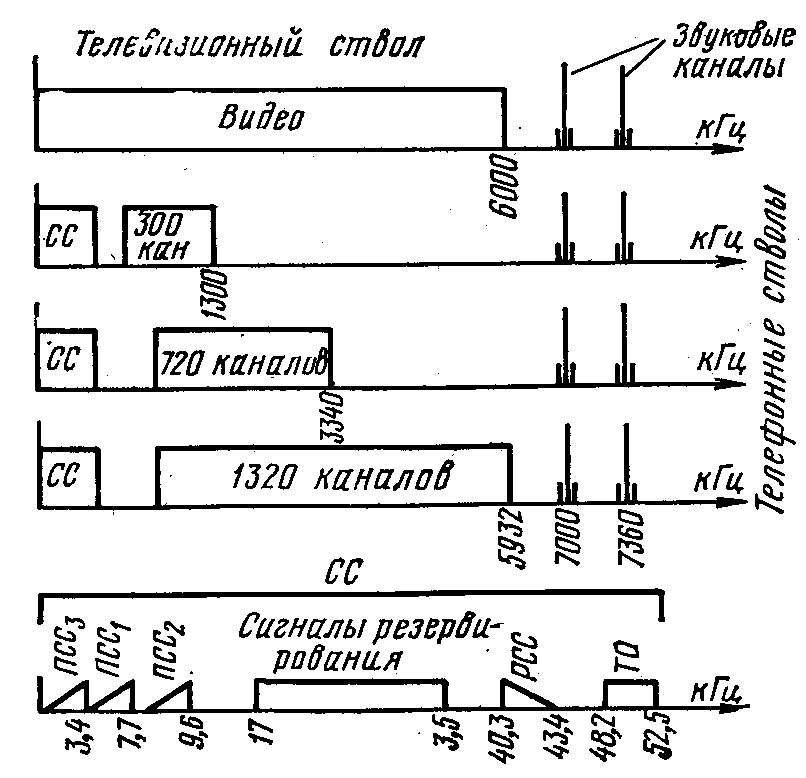 Телевизионный ствол
Звуковые
каналы
Видео
кГц
6000
СС
300
кан
кГц
1300
СС
720 каналов
3340
СС
1320 каналов
кГц
5932
7000
7360
Телефонные стволы
СС
ПСС3
ПСС1
ПСС2
Сигналы резерви-
рования
РСС
ТО
кГц
3,4
7,7
9,6
17
3,5
40,3
43,4
48,2
52,5